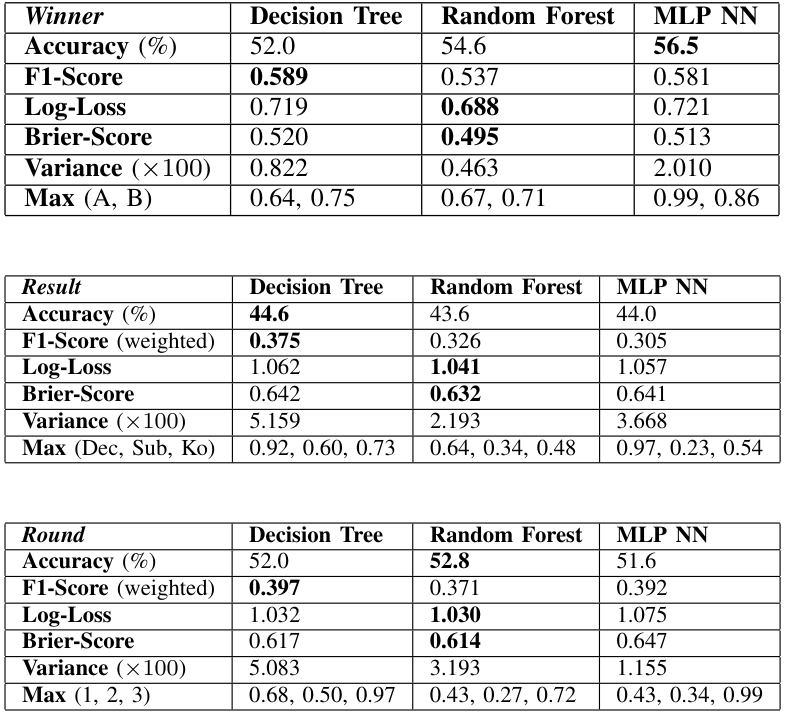 Winner Decision Tree Random Forest MLP NN
Accuracy (%) 52.0 54.6 56.5
F1-Score 0.589 0.537 0.581
Log-Loss 0.719 0.688 0.721
Brier-Score 0.520 0.495 0.513
Variance (×100) 0.822 0.463 2.010
Max (A, B) 0.64, 0.75 0.67, 0.71 0.99, 0.86
Result Decision Tree Random Forest MLP NN
Accuracy (%) 44.6 43.6 44.0
F1-Score (weighted) 0.375 0.326 0.305
Log-Loss 1.062 1.041 1.057
Brier-Score 0.642 0.632 0.641
Variance (×100) 5.159 2.193 3.668
Max (Dec, Sub, Ko) 0.92, 0.60, 0.73 0.64, 0.34, 0.48 0.97, 0.23, 0.54
Round Decision Tree Random Forest MLP NN
Accuracy (%) 52.0 52.8 51.6
F1-Score (weighted) 0.397 0.371 0.392
Log-Loss 1.032 1.030 1.075
Brier-Score 0.617 0.614 0.647
Variance (×100) 5.083 3.193 1.155
Max (1, 2, 3) 0.68, 0.50, 0.97 0.43, 0.27, 0.72 0.43, 0.34, 0.99